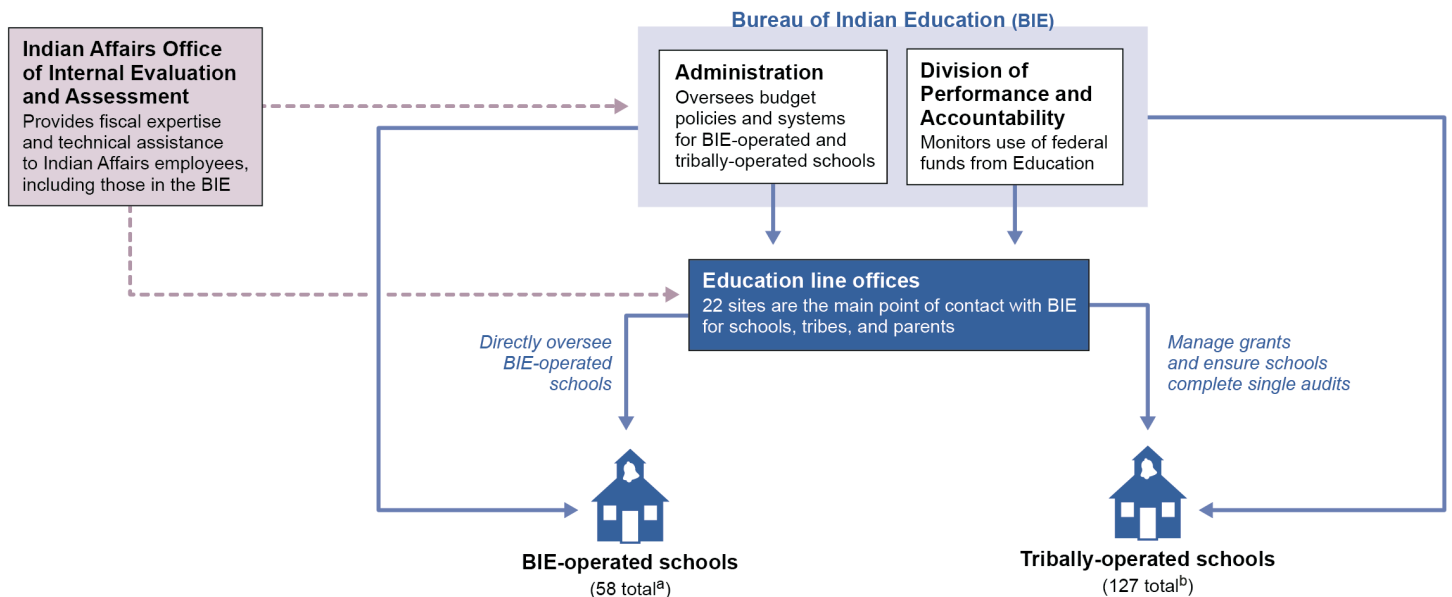 Bureau of Indian Education (BIE)
Indian Affairs Office
of Internal Evaluation
and Assessment
Provides fiscal expertise
and technical assistance
to Indian Affairs employees,
including those in the BIE
Administration
Oversees budget
policies and systems
for BIE-operated and
tribally-operated schools
Division of
Performance and
Accountability
Monitors use of federal
funds from Education
Education line offices
22 sites are the main point of contact with BIE
for schools, tribes, and parents
Directly oversee
BIE-operated
schools
Manage grants
and ensure schools
complete single audits
BIE-operated schools
(58 totalᵃ)
Tribally-operated schools
(127 totalᵇ)